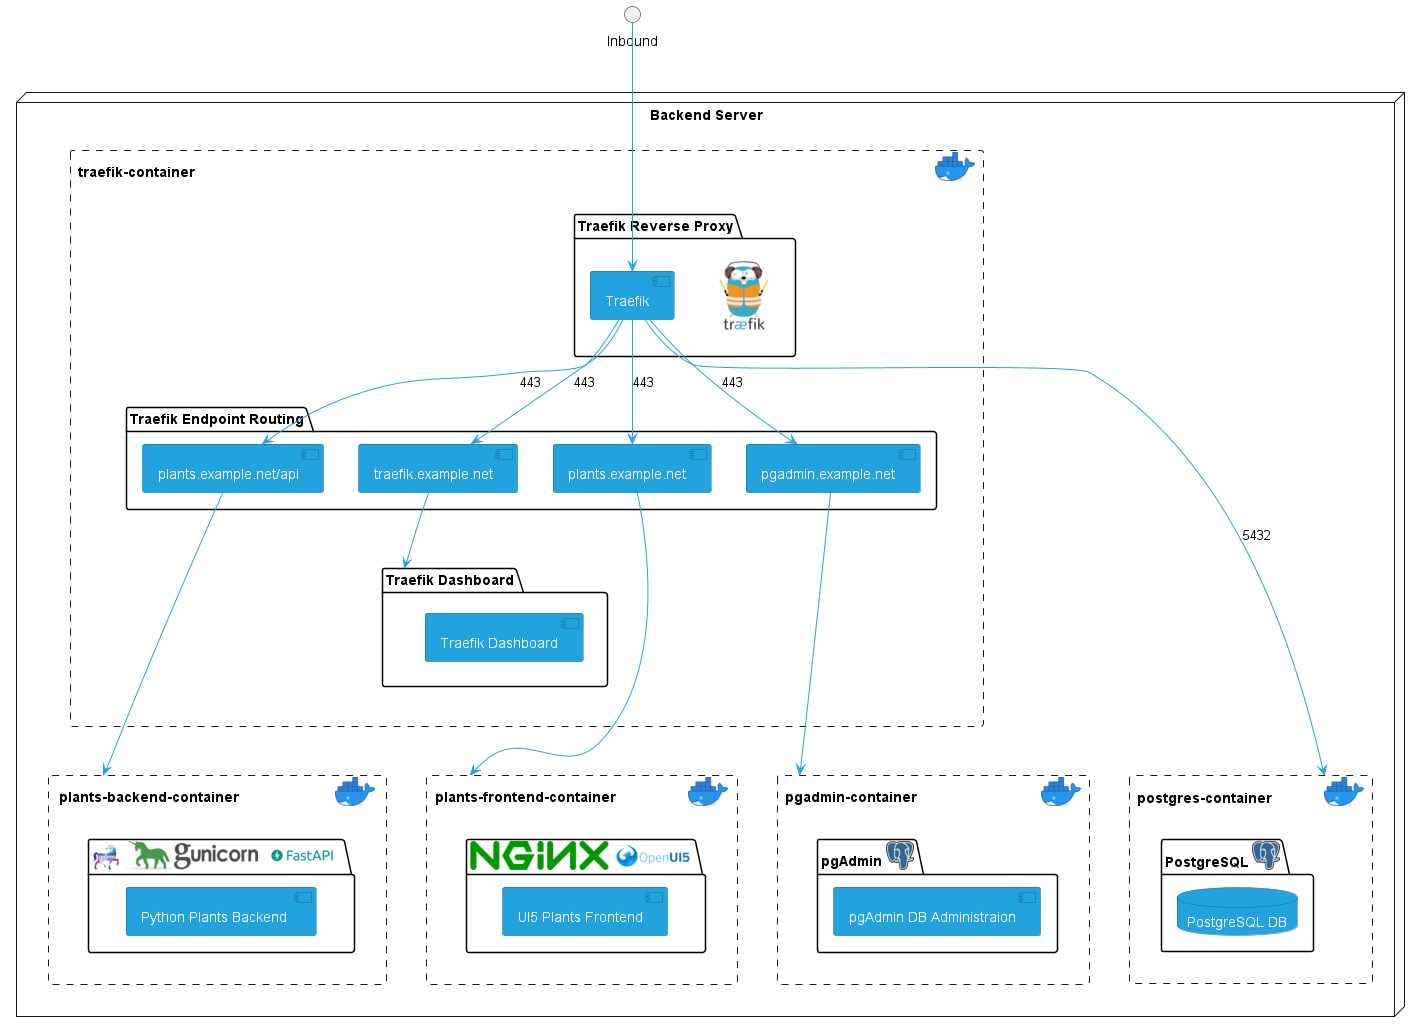 Inbound
Backend Server
traefik-container
Traefik Reverse Proxy
Traefik
træfik
443
443
443
443
Traefik Endpoint Routing
plants.example.net/api
traefik.example.net
plants.example.net
pgadmin.example.net
5432
Traefik Dashboard
Traefik Dashboard
plants-backend-container
plants-frontend-container
pgadmin-container
postgres-container
gunicorn
FastAPI
NGINX
OpenUI5
pgAdmin
PostgreSQL
Python Plants Backend
UI5 Plants Frontend
pgAdmin DB Administraion
PostgreSQL DB